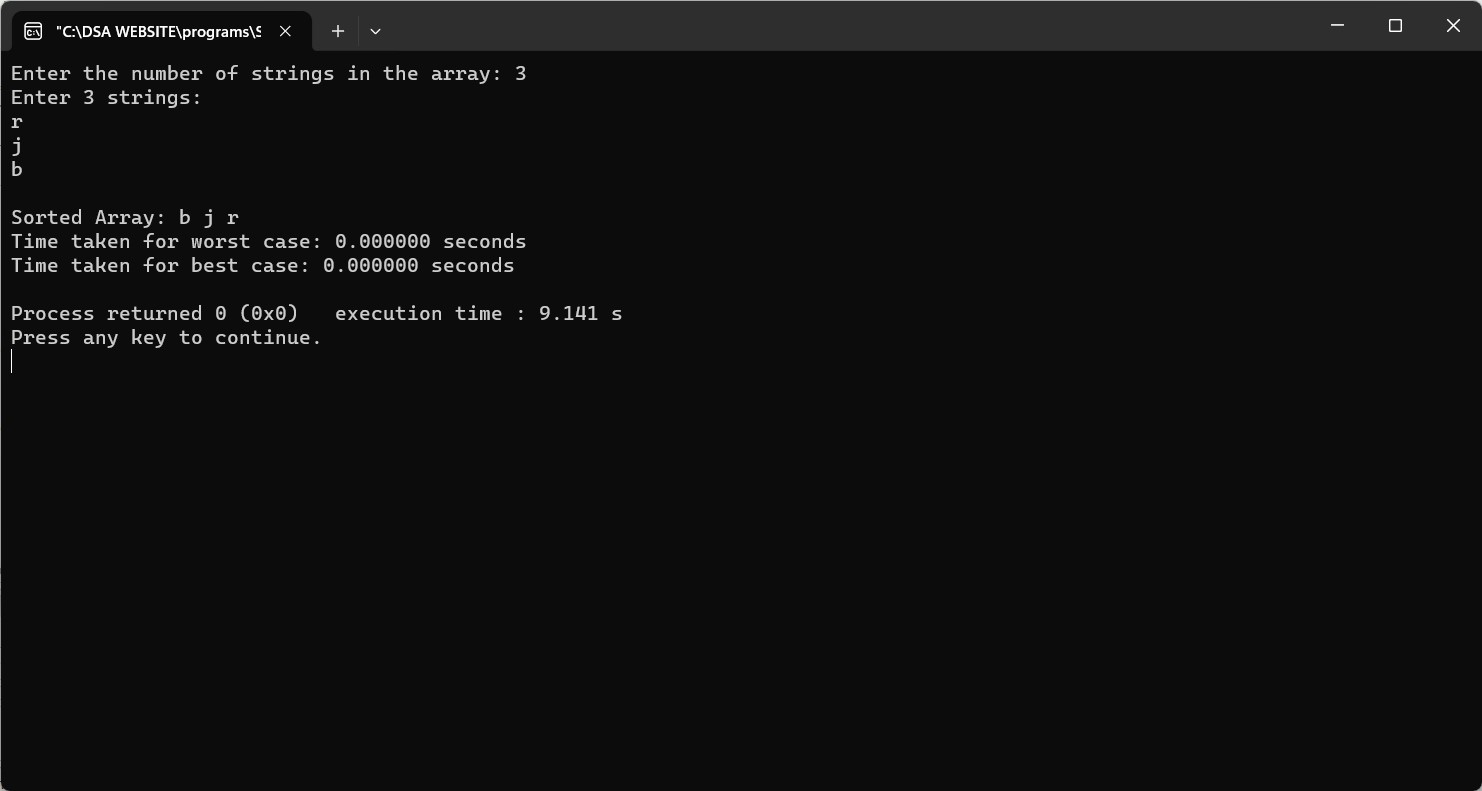 "C:\DSA WEBSITE\programs\S
Enter the number of strings in the array: 3
Enter 3 strings:
r
j
b
Sorted Array: b j r
Time taken for worst case: 0.000000 seconds
Time taken for best case: 0.000000 seconds
Process returned 0 (0x0)   execution time : 9.141 s
Press any key to continue.